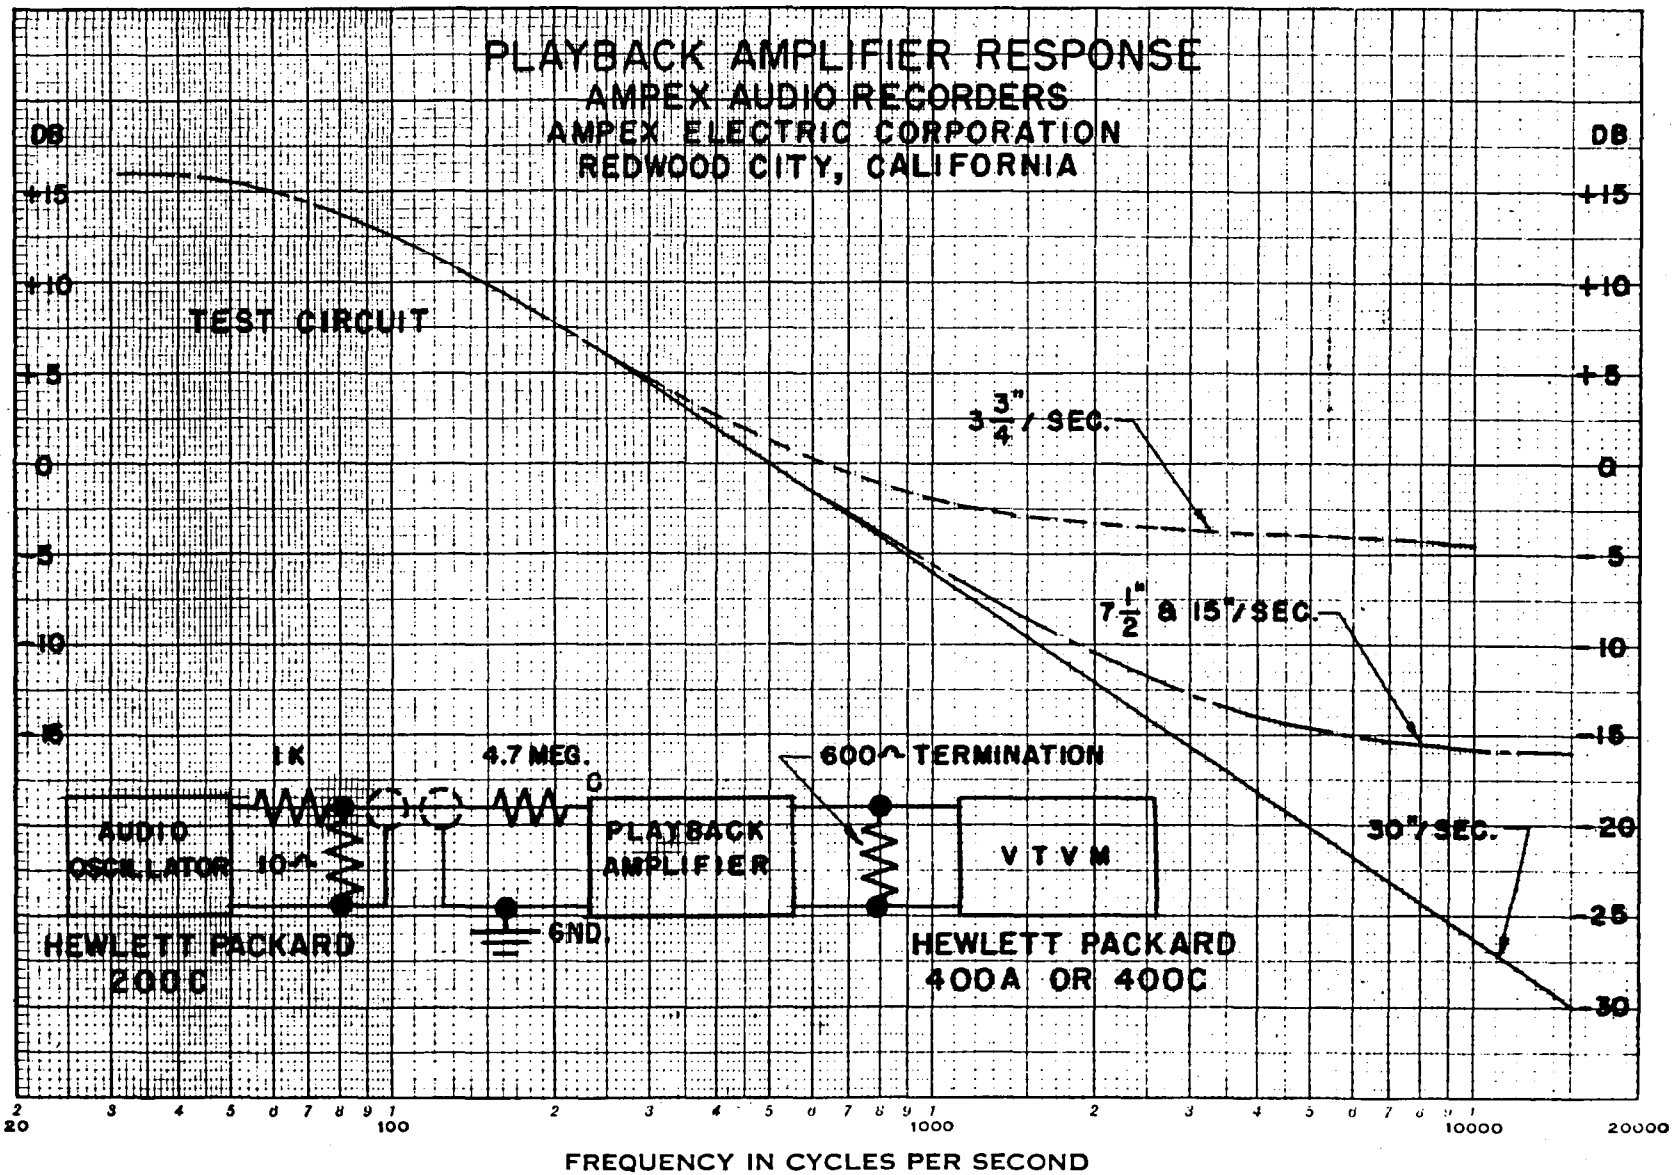 PLAYBACK AMPLIFIER RESPONSE
AMPEX AUDIO RECORDERS
AMPEX ELECTRIC CORPORATION
REDWOOD CITY, CALIFORNIA
DB
DB
+15
+15
+10
+10
TEST CIRCUIT
+5
+5
3 3/4"/ SEC.
0
0
-5
-5
7 1/2" & 15"/SEC.
-10
-10
-15
-15
1K
4.7 MEG.
C
600~ TERMINATION
AUDIO
OSCILLATOR
10~
PLAYBACK
AMPLIFIER
VTVM
30"/SEC.
-20
-25
GND.
HEWLETT PACKARD
200C
HEWLETT PACKARD
400A OR 400C
-30
2 3 4 5 6 7 8 9 1 2 3 4 5 6 7 8 9 1 2 3 4 5 6 7 8 9 1 2
20 100 1000 10000 20000
FREQUENCY IN CYCLES PER SECOND